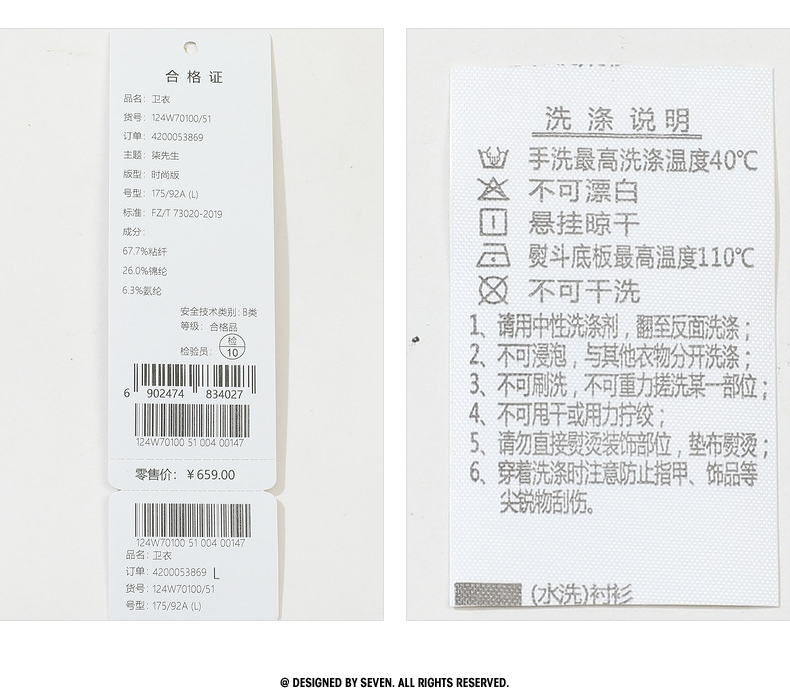 合格证
品名：卫衣
货号：124W70100/51
订单：4200053869
主题：柒先生
版型：时尚版
号型：175/92A (L)
标准：FZ/T 73020-2019
成分：
67.7%粘纤
26.0%锦纶
6.3%氨纶
安全技术类别：B类
等级：合格品
检验员：检 10
6 902474 834027
124W70100 51 004 00147
零售价：￥659.00
124W70100 51 004 00147
品名：卫衣
订单：4200053869 L
货号：124W70100/51
号型：175/92A (L)
洗涤说明
手洗最高洗涤温度40℃
不可漂白
悬挂晾干
熨斗底板最高温度110℃
不可干洗
1、请用中性洗涤剂，翻至反面洗涤；
2、不可浸泡，与其他衣物分开洗涤；
3、不可刷洗，不可重力搓洗某一部位；
4、不可甩干或用力拧绞；
5、请勿直接熨烫装饰部位，垫布熨烫；
6、穿着洗涤时注意防止指甲、饰品等
尖锐物刮伤。
(水洗)衬衫
@ DESIGNED BY SEVEN. ALL RIGHTS RESERVED.